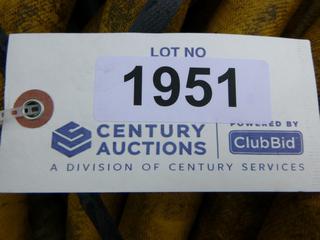 LOT NO
1951
CENTURY AUCTIONS
POWERED BY
ClubBid
A DIVISION OF CENTURY SERVICES